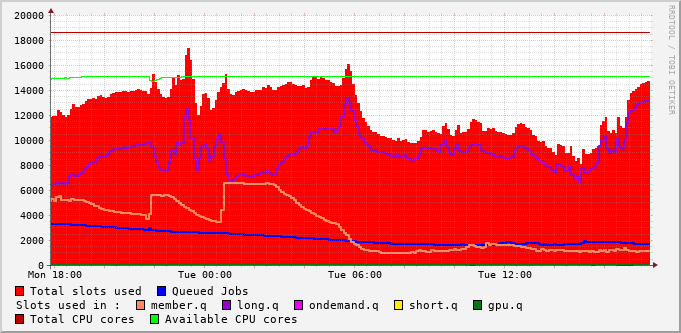 20000
18000
16000
14000
12000
10000
8000
6000
4000
2000
0
Mon 18:00 Tue 00:00 Tue 06:00 Tue 12:00
Total slots used Queued Jobs
Slots used in : member.q long.q ondemand.q short.q gpu.q
Total CPU cores Available CPU cores
RRDTOOL / TOBI OETIKER